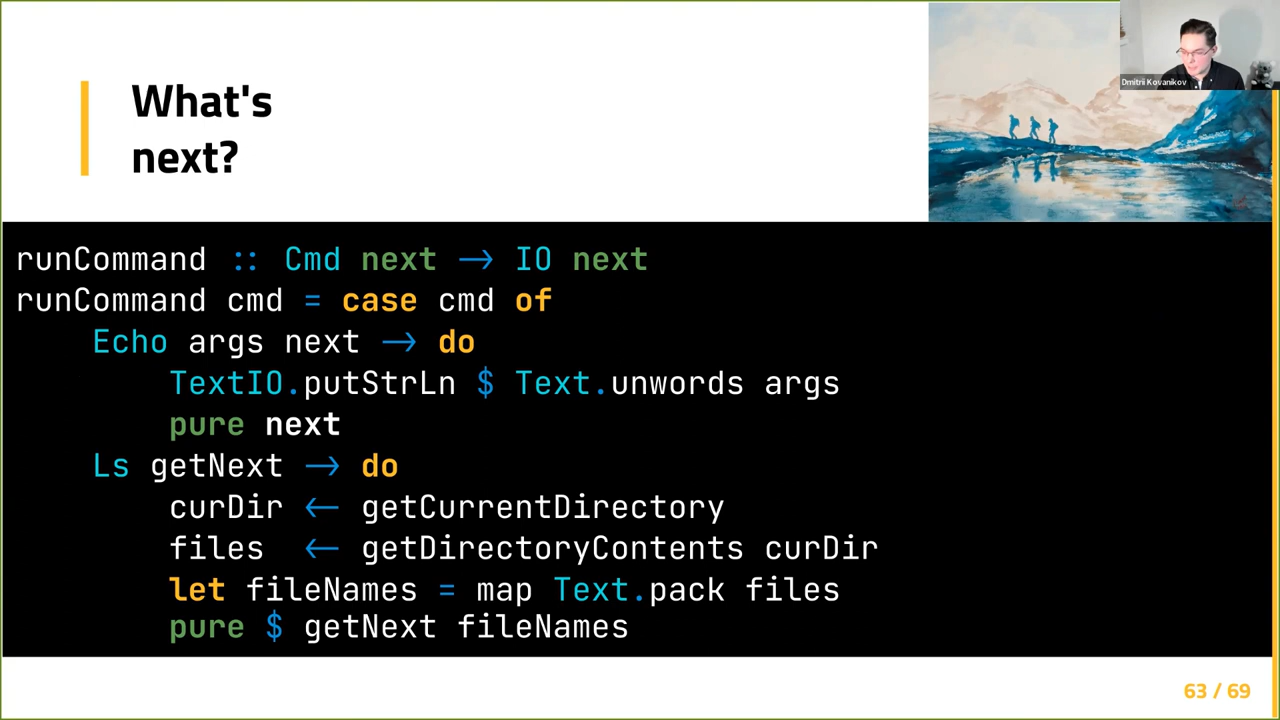 What's
next?
Dmitrii Kovanikov
runCommand :: Cmd next → IO next
runCommand cmd = case cmd of
    Echo args next → do
        TextIO.putStrLn $ Text.unwords args
        pure next
    Ls getNext → do
        curDir ← getCurrentDirectory
        files  ← getDirectoryContents curDir
        let fileNames = map Text.pack files
        pure $ getNext fileNames
63 / 69